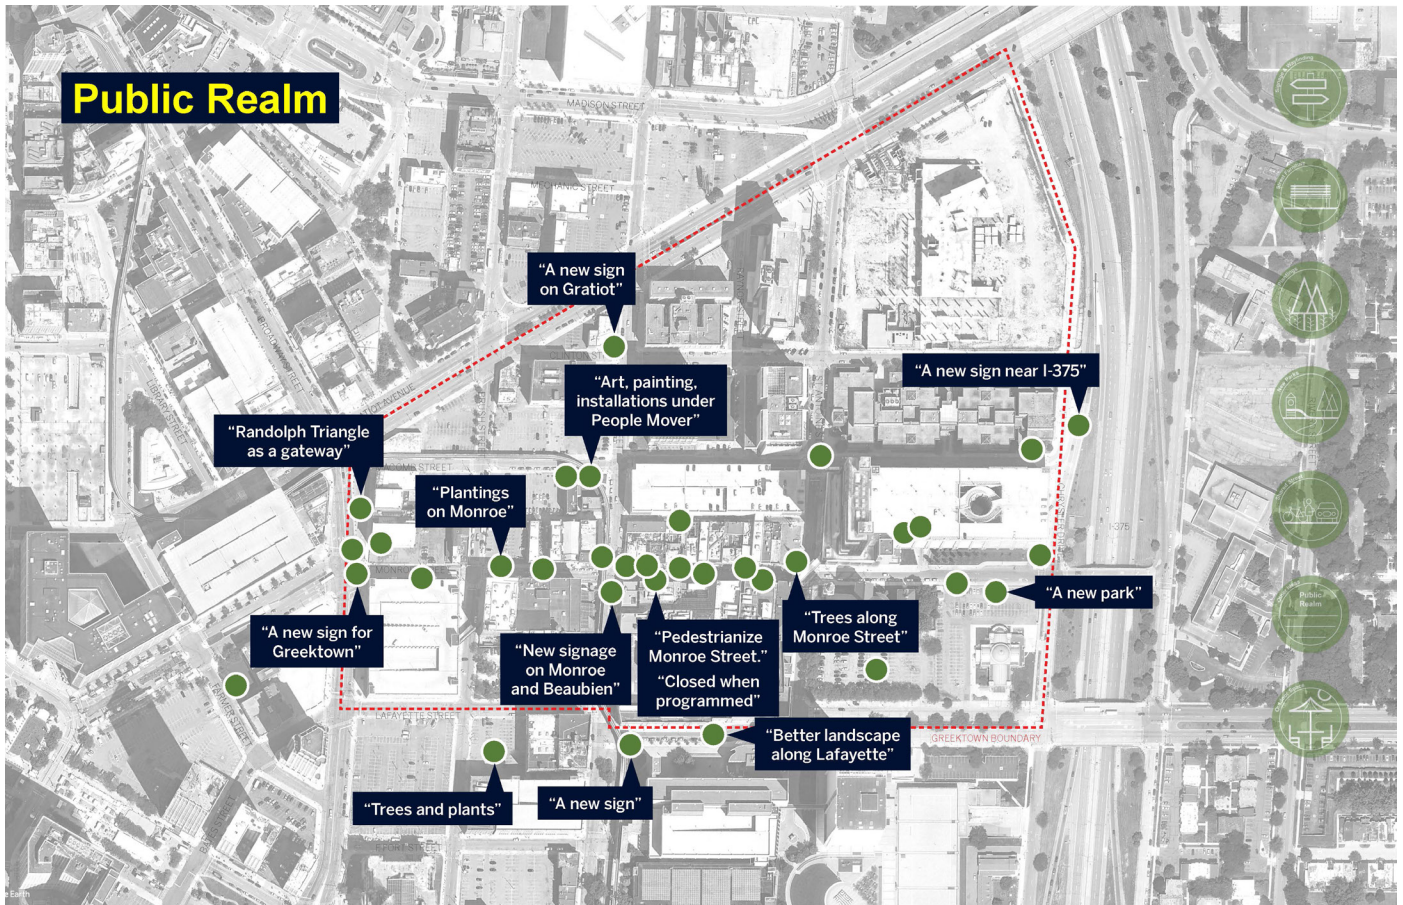 Public Realm
MADISON STREET
MECHANIC STREET
“A new sign
on Gratiot”
“Art, painting,
installations under
People Mover”
“A new sign near I-375”
“Randolph Triangle
as a gateway”
“Plantings
on Monroe”
I-375
“A new park”
“Trees along
Monroe Street”
“A new sign for
Greektown”
“New signage
on Monroe
and Beaubien”
“Pedestrianize
Monroe Street.”
“Closed when
programmed”
LAFAYETTE STREET
“Better landscape
along Lafayette”
GREEKTOWN BOUNDARY
“Trees and plants”
“A new sign”
Public
Realm